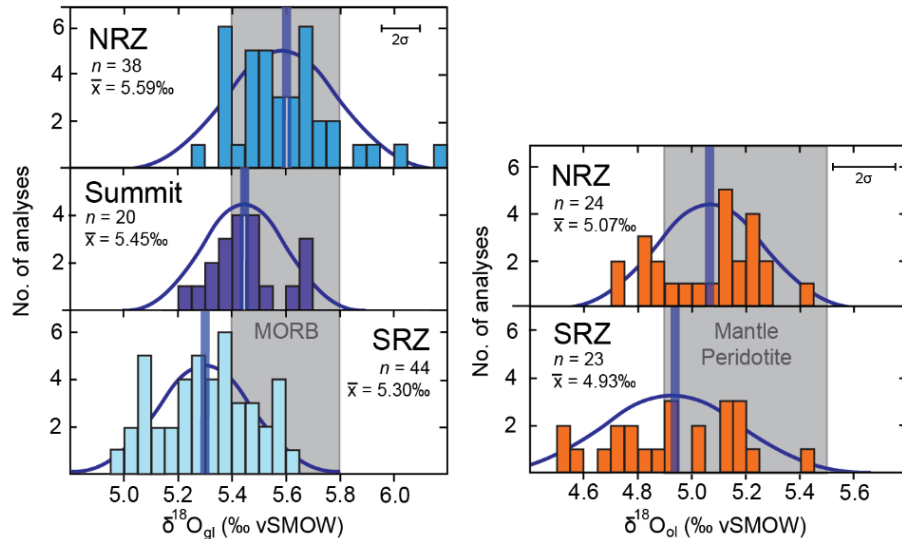 No. of analyses
6
4
2
NRZ
n = 38
x̄ = 5.59‰
2σ
4
2
Summit
n = 20
x̄ = 5.45‰
6
4
2
MORB
SRZ
n = 44
x̄ = 5.30‰
5.0 5.2 5.4 5.6 5.8 6.0
δ¹⁸O_gl (‰ vSMOW)
No. of analyses
6
4
2
NRZ
n = 24
x̄ = 5.07‰
2σ
6
4
2
SRZ
n = 23
x̄ = 4.93‰
Mantle
Peridotite
4.6 4.8 5.0 5.2 5.4 5.6
δ¹⁸O_ol (‰ vSMOW)